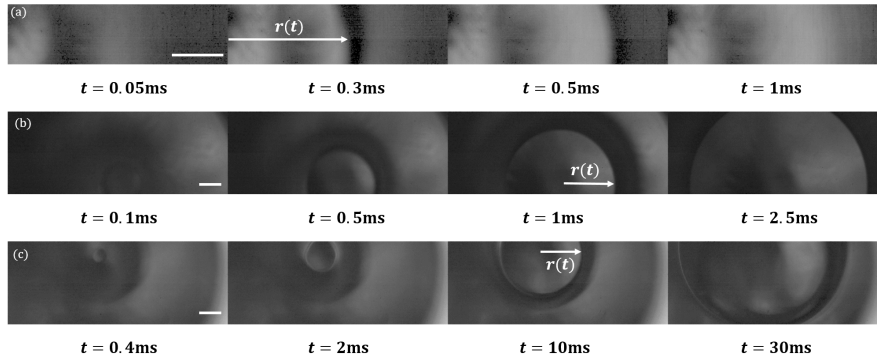 (a)
r(t)
t = 0.05ms t = 0.3ms t = 0.5ms t = 1ms
(b)
r(t)
t = 0.1ms t = 0.5ms t = 1ms t = 2.5ms
(c)
r(t)
t = 0.4ms t = 2ms t = 10ms t = 30ms